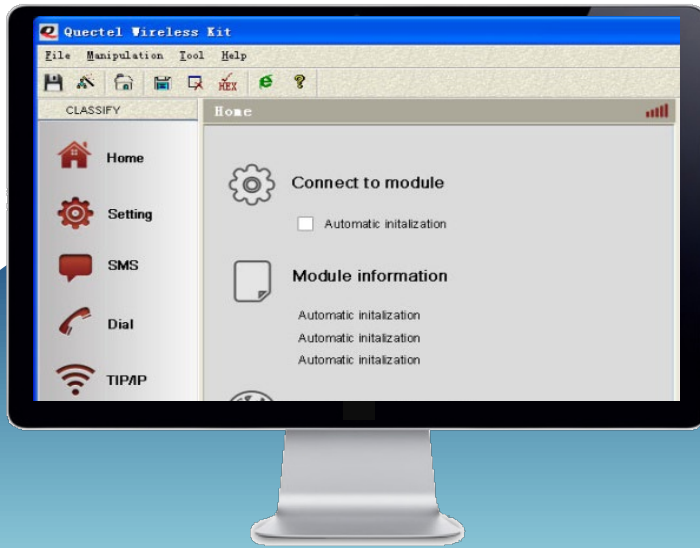 Quectel Wireless Kit
File Manipulation Tool Help
HEX
CLASSIFY
Home
Home
Setting
SMS
Dial
TIP/IP
Connect to module
Automatic initalization
Module information
Automatic initalization
Automatic initalization
Automatic initalization